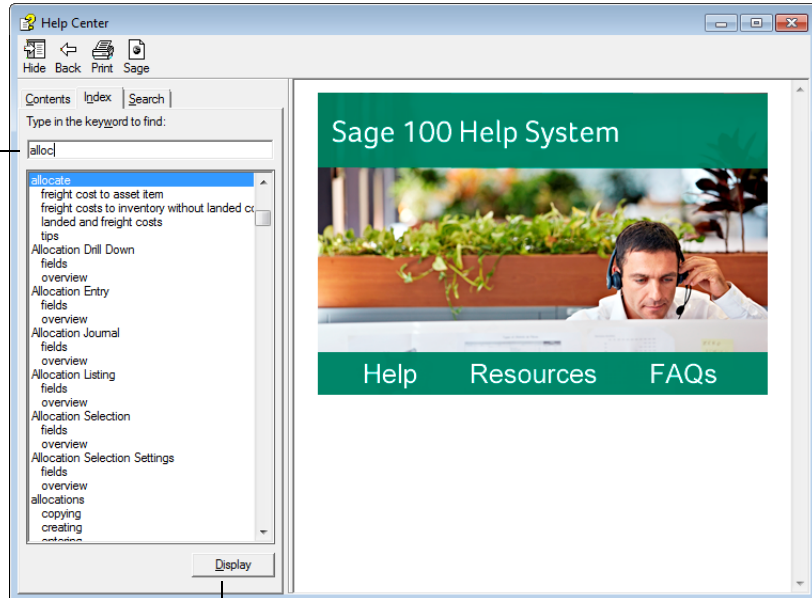 Help Center
Hide Back Print Sage
Contents Index Search
Type in the keyword to find:
alloc
allocate
freight cost to asset item
freight costs to inventory without landed co
landed and freight costs
tips
Allocation Drill Down
fields
overview
Allocation Entry
fields
overview
Allocation Journal
fields
overview
Allocation Listing
fields
overview
Allocation Selection
fields
overview
Allocation Selection Settings
fields
overview
allocations
copying
creating
entering
Display
Sage 100 Help System
Help Resources FAQs